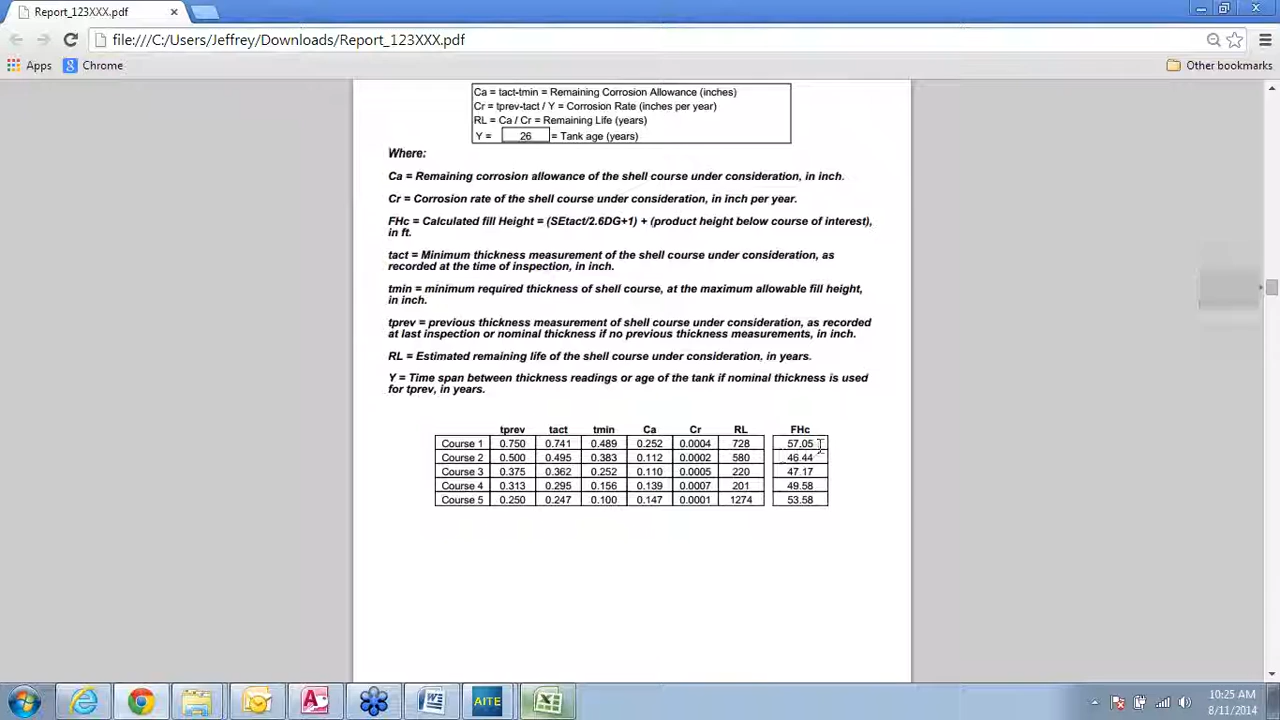 Report_123XXX.pdf
file:///C:/Users/Jeffrey/Downloads/Report_123XXX.pdf
Apps Chrome Other bookmarks
Ca = tact-tmin = Remaining Corrosion Allowance (inches)
Cr = tprev-tact / Y = Corrosion Rate (inches per year)
RL = Ca / Cr = Remaining Life (years)
Y = 26 = Tank age (years)
Where:
Ca = Remaining corrosion allowance of the shell course under consideration, in inch.
Cr = Corrosion rate of the shell course under consideration, in inch per year.
FHc = Calculated fill Height = (SEtact/2.6DG+1) + (product height below course of interest),
in ft.
tact = Minimum thickness measurement of the shell course under consideration, as
recorded at the time of inspection, in inch.
tmin = minimum required thickness of shell course, at the maximum allowable fill height,
in inch.
tprev = previous thickness measurement of shell course under consideration, as recorded
at last inspection or nominal thickness if no previous thickness measurements, in inch.
RL = Estimated remaining life of the shell course under consideration, in years.
Y = Time span between thickness readings or age of the tank if nominal thickness is used
for tprev, in years.
tprev tact tmin Ca Cr RL FHc
Course 1 0.750 0.741 0.489 0.252 0.0004 728 57.05
Course 2 0.500 0.495 0.383 0.112 0.0002 580 46.44
Course 3 0.375 0.362 0.252 0.110 0.0005 220 47.17
Course 4 0.313 0.295 0.156 0.139 0.0007 201 49.58
Course 5 0.250 0.247 0.100 0.147 0.0001 1274 53.58
AITE
10:25 AM
8/11/2014